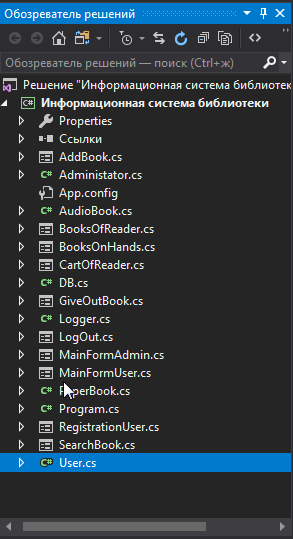 Обозреватель решений
Обозреватель решений — поиск (Ctrl+ж)
Решение "Информационная система библиотек
Информационная система библиотеки
Properties
Ссылки
AddBook.cs
Administator.cs
App.config
AudioBook.cs
BooksOfReader.cs
BooksOnHands.cs
CartOfReader.cs
DB.cs
GiveOutBook.cs
Logger.cs
LogOut.cs
MainFormAdmin.cs
MainFormUser.cs
PaperBook.cs
Program.cs
RegistrationUser.cs
SearchBook.cs
User.cs